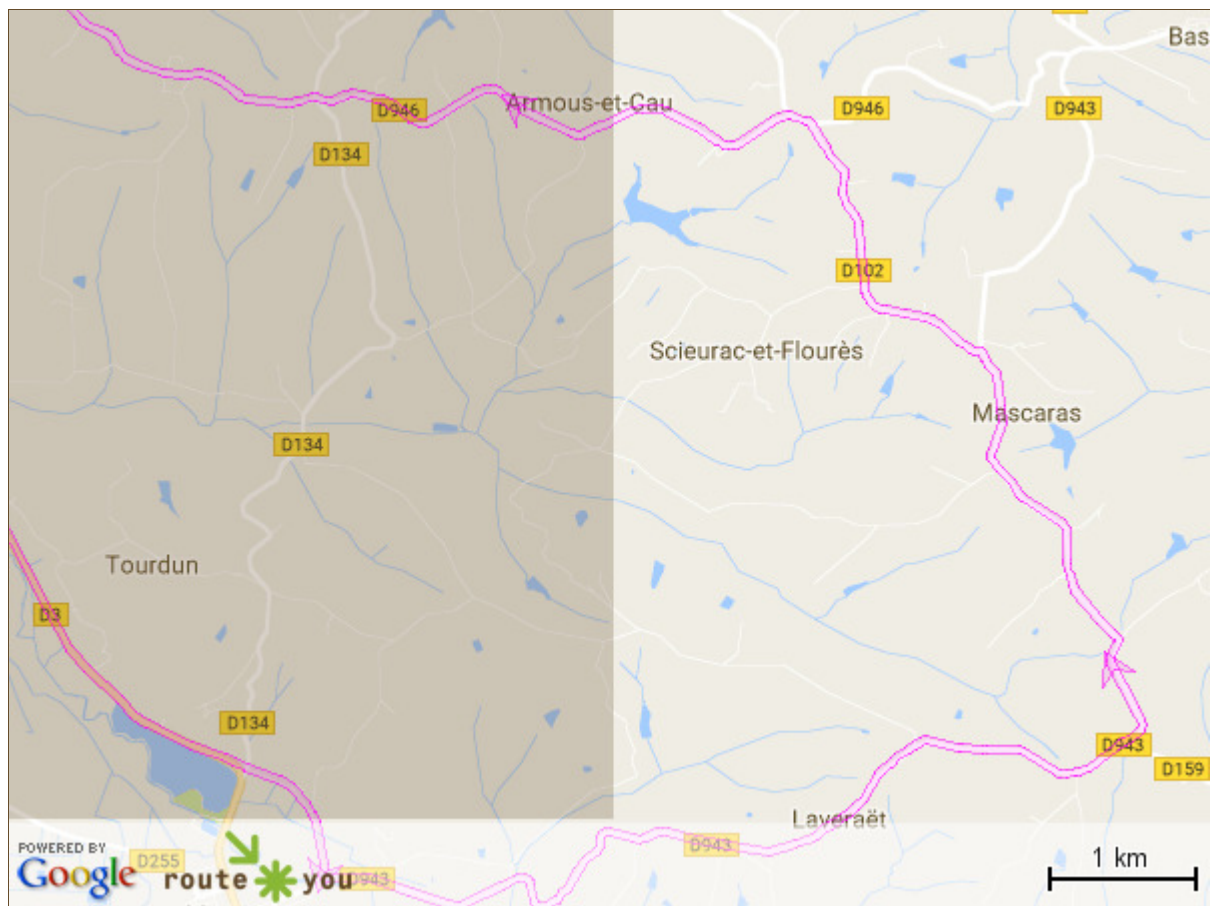 Bas
Armous-et-Cau
D946
D946
D943
D134
D102
Scieurac-et-Flourès
Mascaras
D134
Tourdun
D3
D134
D943
D159
Laveraët
D943
POWERED BY
Google
D255
route you
D943
1 km